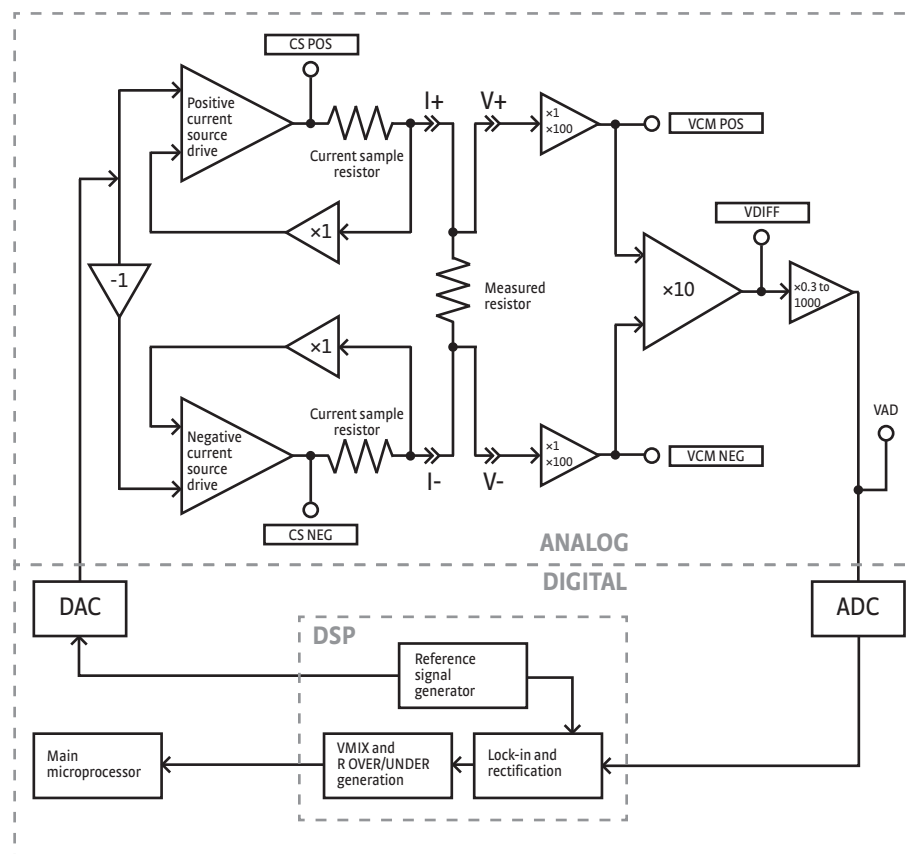 CS POS
Positive
current
source
drive
Current sample
resistor
I+
V+
×1
×100
VCM POS
×1
VDIFF
-1
Measured
resistor
×10
×0.3 to
1000
×1
Negative
current
source
drive
Current sample
resistor
I-
V-
×1
×100
VCM NEG
VAD
CS NEG
ANALOG
DIGITAL
DAC
ADC
DSP
Reference
signal
generator
Main
microprocessor
VMIX and
R OVER/UNDER
generation
Lock-in and
rectification